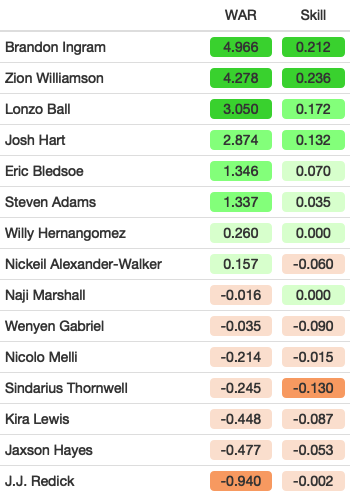 WAR Skill
Brandon Ingram 4.966 0.212
Zion Williamson 4.278 0.236
Lonzo Ball 3.050 0.172
Josh Hart 2.874 0.132
Eric Bledsoe 1.346 0.070
Steven Adams 1.337 0.035
Willy Hernangomez 0.260 0.000
Nickeil Alexander-Walker 0.157 -0.060
Naji Marshall -0.016 0.000
Wenyen Gabriel -0.035 -0.090
Nicolo Melli -0.214 -0.015
Sindarius Thornwell -0.245 -0.130
Kira Lewis -0.448 -0.087
Jaxson Hayes -0.477 -0.053
J.J. Redick -0.940 -0.002